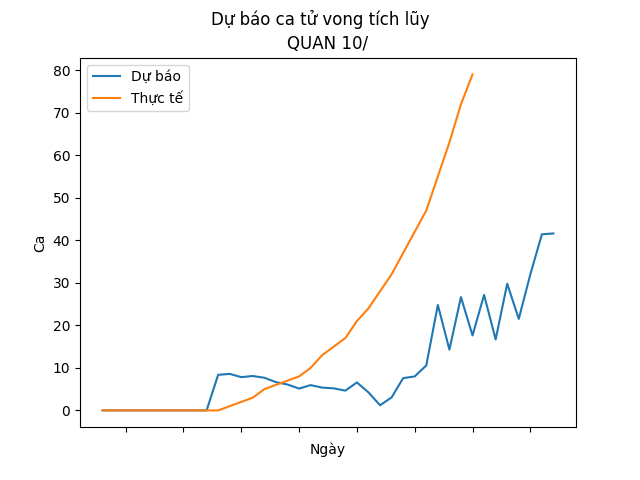 Dự báo ca tử vong tích lũy
QUAN 10/
Dự báo
Thực tế
80
70
60
50
40
30
20
10
0
Ca
Ngày